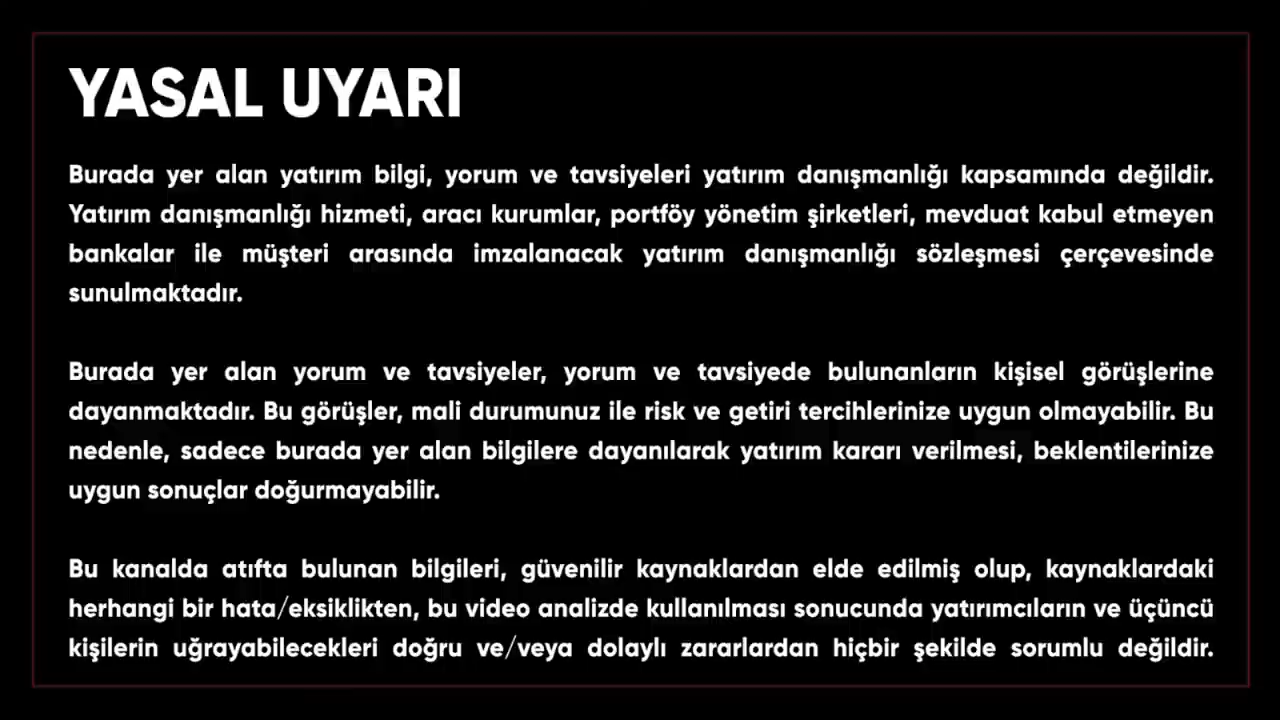 YASAL UYARI
Burada yer alan yatırım bilgi, yorum ve tavsiyeleri yatırım danışmanlığı kapsamında değildir.
Yatırım danışmanlığı hizmeti, aracı kurumlar, portföy yönetim şirketleri, mevduat kabul etmeyen
bankalar ile müşteri arasında imzalanacak yatırım danışmanlığı sözleşmesi çerçevesinde
sunulmaktadır.
Burada yer alan yorum ve tavsiyeler, yorum ve tavsiyede bulunanların kişisel görüşlerine
dayanmaktadır. Bu görüşler, mali durumunuz ile risk ve getiri tercihlerinize uygun olmayabilir. Bu
nedenle, sadece burada yer alan bilgilere dayanılarak yatırım kararı verilmesi, beklentilerinize
uygun sonuçlar doğurmayabilir.
Bu kanalda atıfta bulunan bilgileri, güvenilir kaynaklardan elde edilmiş olup, kaynaklardaki
herhangi bir hata/eksiklikten, bu video analizde kullanılması sonucunda yatırımcıların ve üçüncü
kişilerin uğrayabilecekleri doğru ve/veya dolaylı zararlardan hiçbir şekilde sorumlu değildir.